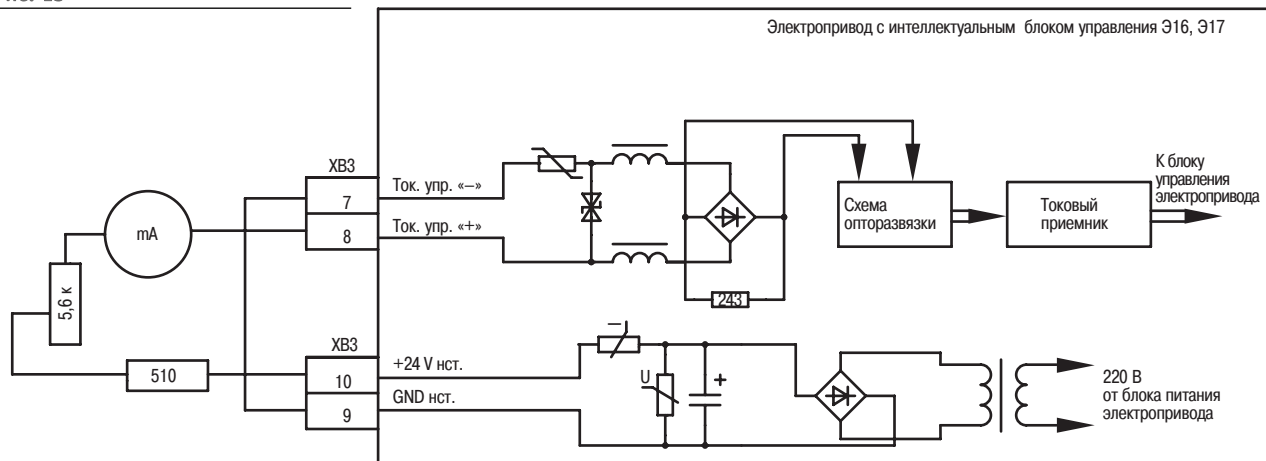 Электропривод с интеллектуальным блоком управления Э16, Э17
ХВ3
7
8
Ток. упр. «–»
Ток. упр. «+»
mA
5,6 к
510
ХВ3
10
9
+24 V нст.
GND нст.
243
Схема
опторазвязки
Токовый
приемник
К блоку
управления
электропривода
–
U
+
220 В
от блока питания
электропривода